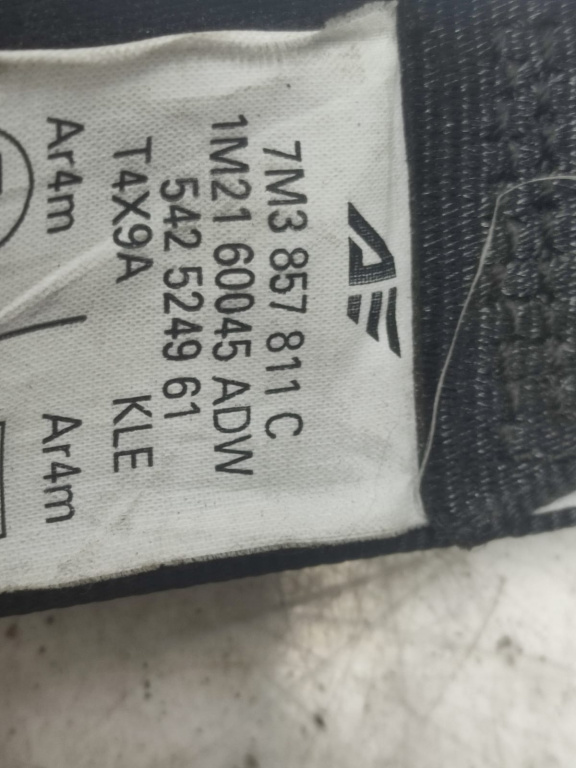 7M3 857 811 C
1M21 60045 ADW
542 5249 61
T4X9A KLE
Ar4m Ar4m